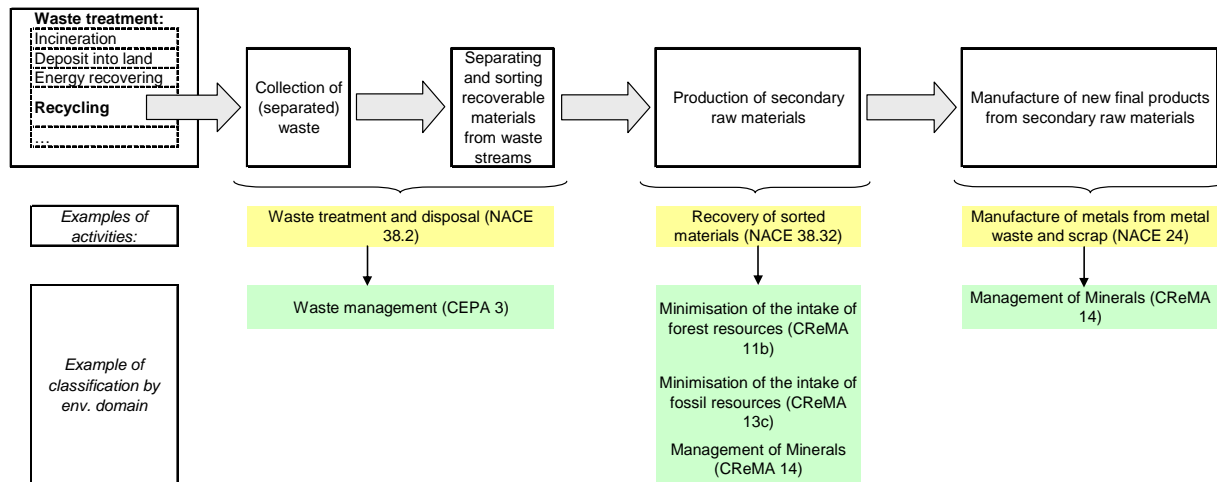 Waste treatment:
Incineration
Deposit into land
Energy recovering
Recycling
...
Collection of
(separated)
waste
Separating
and sorting
recoverable
materials
from waste
streams
Production of secondary
raw materials
Manufacture of new final products
from secondary raw materials
Examples of
activities:
Waste treatment and disposal (NACE
38.2)
Recovery of sorted
materials (NACE 38.32)
Manufacture of metals from metal
waste and scrap (NACE 24)
Example of
classification by
env. domain
Waste management (CEPA 3)
Minimisation of the intake of
forest resources (CReMA
11b)
Minimisation of the intake of
fossil resources (CReMA
13c)
Management of Minerals
(CReMA 14)
Management of Minerals (CReMA
14)